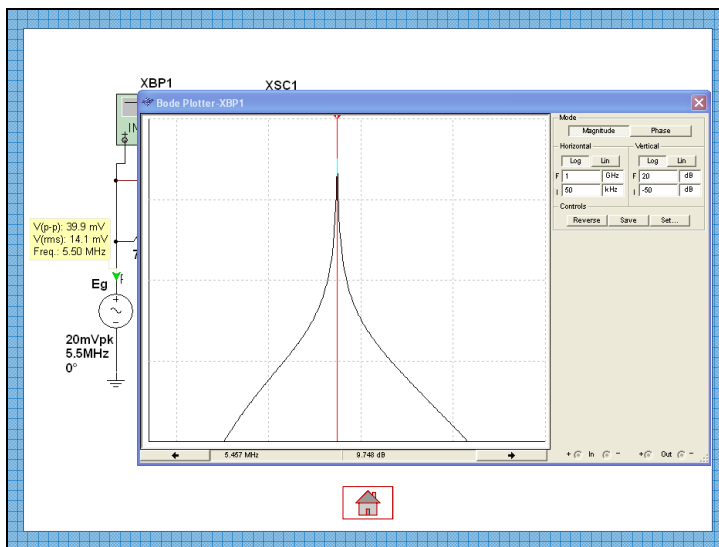 XBP1
XSC1
IN
Bode Plotter-XBP1
Mode
Magnitude
Phase
Horizontal
Vertical
Log
Lin
Log
Lin
F
1
GHz
F
20
dB
I
50
kHz
I
-50
dB
Controls
Reverse
Save
Set...
V(p-p): 39.9 mV
V(rms): 14.1 mV
Freq.: 5.50 MHz
Eg
20mVpk
5.5MHz
0°
5.457 MHz
9.748 dB
+ In - + Out -